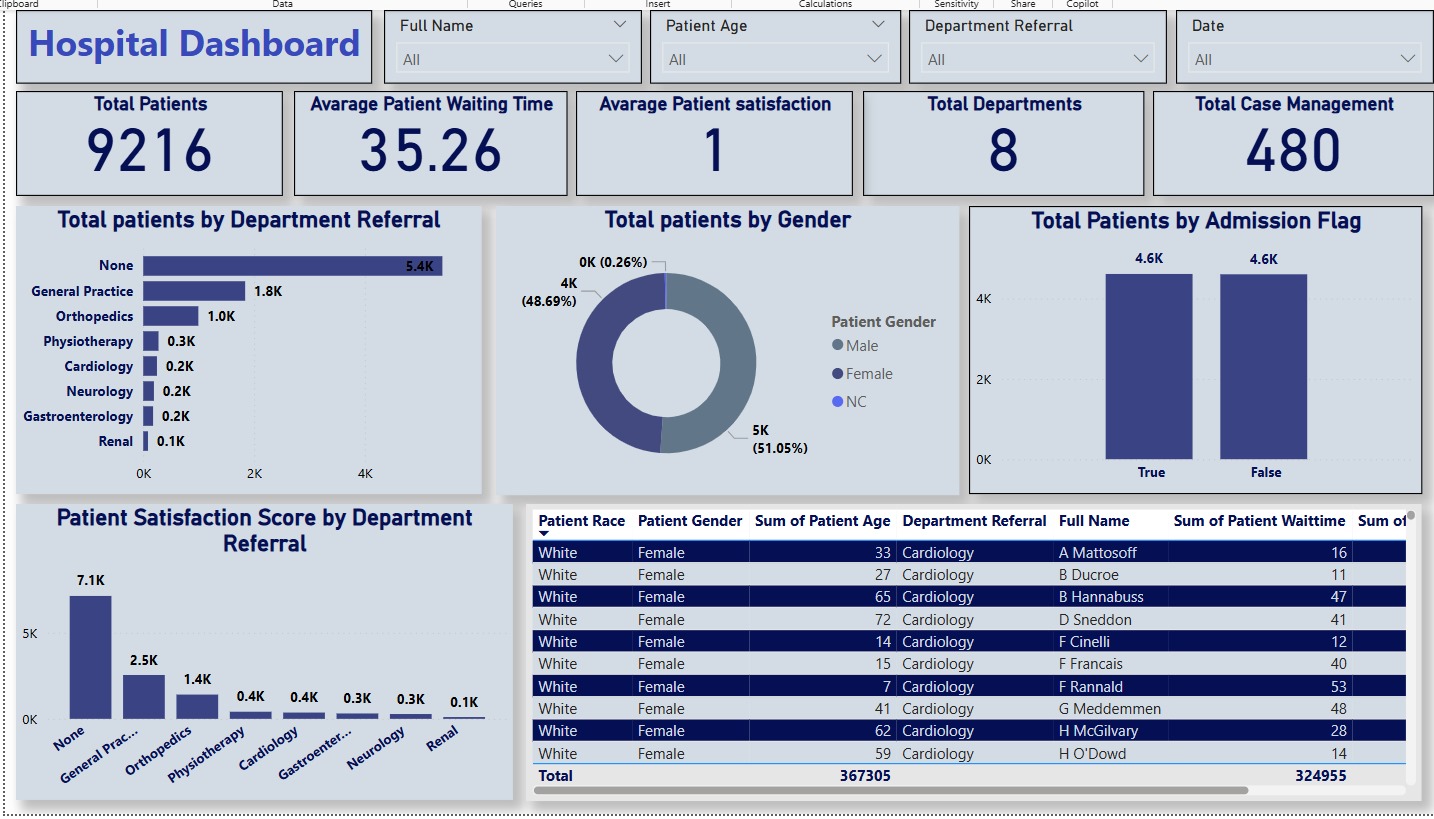 lipboard Data Queries Insert Calculations Sensitivity Share Copilot
Hospital Dashboard
Full Name
All
Patient Age
All
Department Referral
All
Date
All
Total Patients
9216
Avarage Patient Waiting Time
35.26
Avarage Patient satisfaction
1
Total Departments
8
Total Case Management
480
Total patients by Department Referral
None 5.4K
General Practice 1.8K
Orthopedics 1.0K
Physiotherapy 0.3K
Cardiology 0.2K
Neurology 0.2K
Gastroenterology 0.2K
Renal 0.1K
0K 2K 4K
Total patients by Gender
0K (0.26%)
4K
(48.69%)
5K
(51.05%)
Patient Gender
Male
Female
NC
Total Patients by Admission Flag
4.6K 4.6K
4K
2K
0K
True False
Patient Satisfaction Score by Department
Referral
7.1K
2.5K
1.4K
0.4K
0.4K
0.3K
0.3K
0.1K
5K
0K
None
General Prac...
Orthopedics
Physiotherapy
Cardiology
Gastroenter...
Neurology
Renal
Patient Race Patient Gender Sum of Patient Age Department Referral Full Name Sum of Patient Waittime Sum of
White Female 33 Cardiology A Mattosoff 16
White Female 27 Cardiology B Ducroe 11
White Female 65 Cardiology B Hannabuss 47
White Female 72 Cardiology D Sneddon 41
White Female 14 Cardiology F Cinelli 12
White Female 15 Cardiology F Francais 40
White Female 7 Cardiology F Rannald 53
White Female 41 Cardiology G Meddemmen 48
White Female 62 Cardiology H McGilvary 28
White Female 59 Cardiology H O'Dowd 14
Total 367305 324955